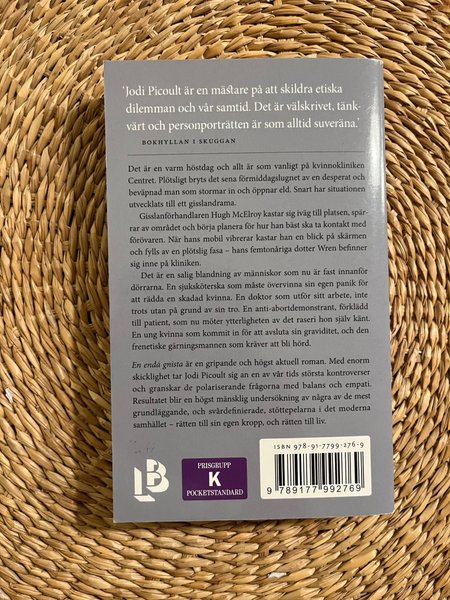 'Jodi Picoult är en mästare på att skildra etiska
dilemman och vår samtid. Det är välskrivet, tänk-
värt och personporträtten är som alltid suveräna.'
BOKHYLLAN I SKUGGAN
Det är en varm höstdag och allt är som vanligt på kvinnokliniken
Centret. Plötsligt bryts det sena förmiddagslugnet av en desperat och
beväpnad man som stormar in och öppnar eld. Snart har situationen
utvecklats till ett gisslandrama.
Gisslanförhandlaren Hugh McElroy kastar sig iväg till platsen, spär-
rar av området och börja planera för hur han bäst ska ta kontakt med
förövaren. När hans mobil vibrerar kastar han en blick på skärmen
och fylls av en plötslig fasa – hans femtonåriga dotter Wren befinner
sig inne på kliniken.
Det är en salig blandning av människor som nu är fast innanför
dörrarna. En sjuksköterska som måste övervinna sin egen panik för
att rädda en skadad kvinna. En doktor som utför sitt arbete, inte
trots utan på grund av sin tro. En anti-abortdemonstrant, förklädd
till patient, som nu möter ytterligheten av det raseri hon själv känt.
En ung kvinna som kommit in för att avsluta sin graviditet, och den
frenetiske gärningsmannen som kräver att bli hörd.
En enda gnista är en gripande och högst aktuell roman. Med enorm
skicklighet tar Jodi Picoult sig an en av vår tids största kontroverser
och granskar de polariserande frågorna med balans och empati.
Resultatet blir en högst mänsklig undersökning av några av de mest
grundläggande, och svårdefinierade, stöttepelarna i det moderna
samhället – rätten till sin egen kropp, och rätten till liv.
ISBN 978-91-7799-276-9
LB
PRISGRUPP
K
POCKETSTANDARD
9 789177 992769